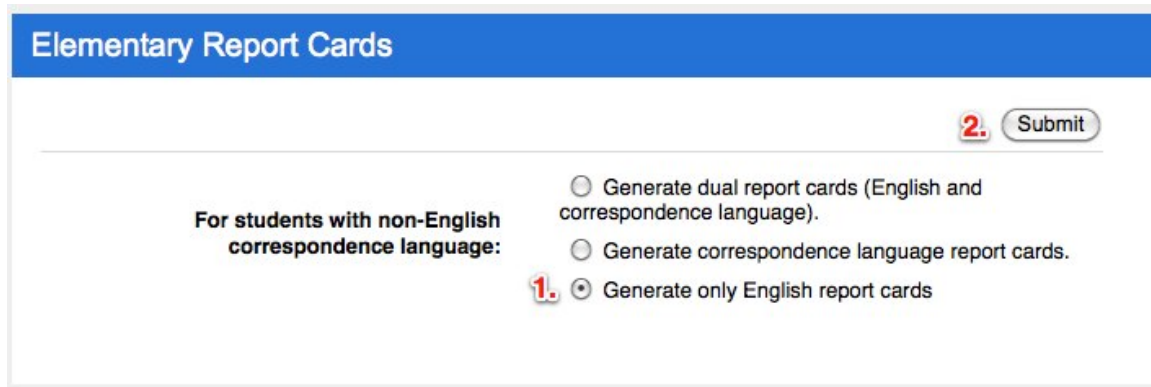 Elementary Report Cards
2. Submit
For students with non-English
correspondence language:
Generate dual report cards (English and
correspondence language).
Generate correspondence language report cards.
1. Generate only English report cards